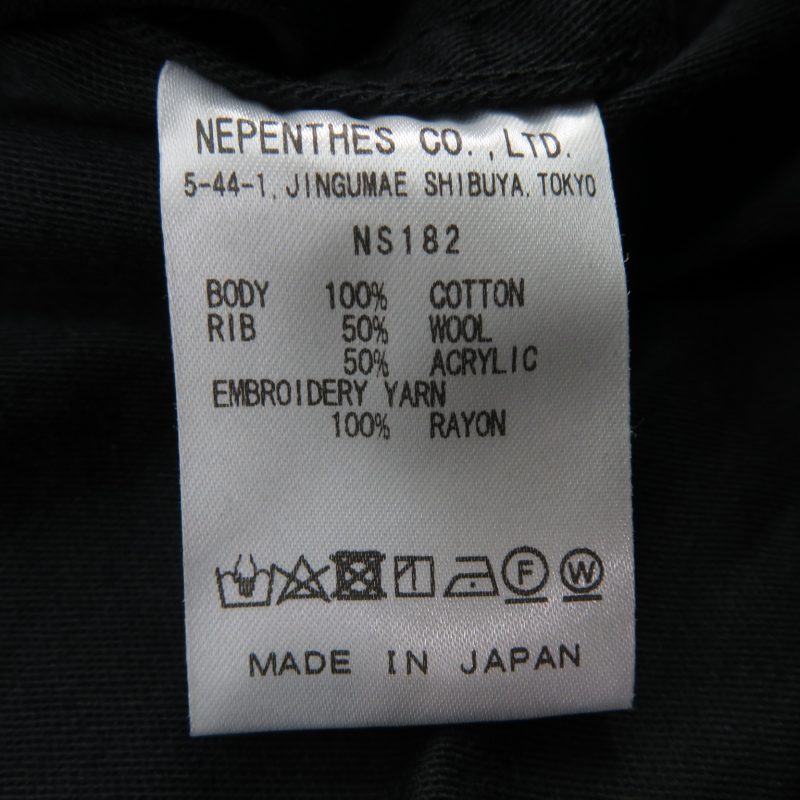 NEPENTHES CO.,LTD.
5-44-1, JINGUMAE SHIBUYA, TOKYO
NS182
BODY 100% COTTON
RIB 50% WOOL
50% ACRYLIC
EMBROIDERY YARN
100% RAYON
F W
MADE IN JAPAN